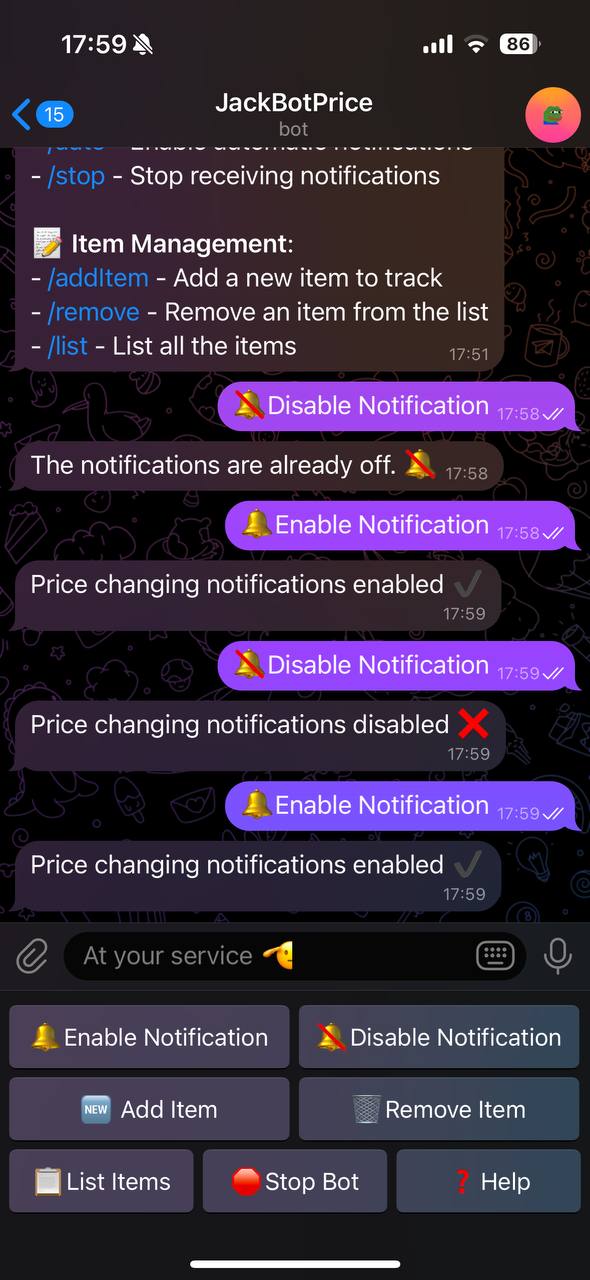 17:59
86
15
JackBotPrice
bot
/auto - Enable automatic notifications
- /stop - Stop receiving notifications
📝 Item Management:
- /addItem - Add a new item to track
- /remove - Remove an item from the list
- /list - List all the items
17:51
🔕Disable Notification 17:58
The notifications are already off. 🔕 17:58
🔔Enable Notification 17:58
Price changing notifications enabled ✔️
17:59
🔕Disable Notification 17:59
Price changing notifications disabled ❌
17:59
🔔Enable Notification 17:59
Price changing notifications enabled ✔️
17:59
At your service
🔔Enable Notification
🔕Disable Notification
🆕 Add Item
🗑️Remove Item
📋List Items
🛑Stop Bot
❓ Help